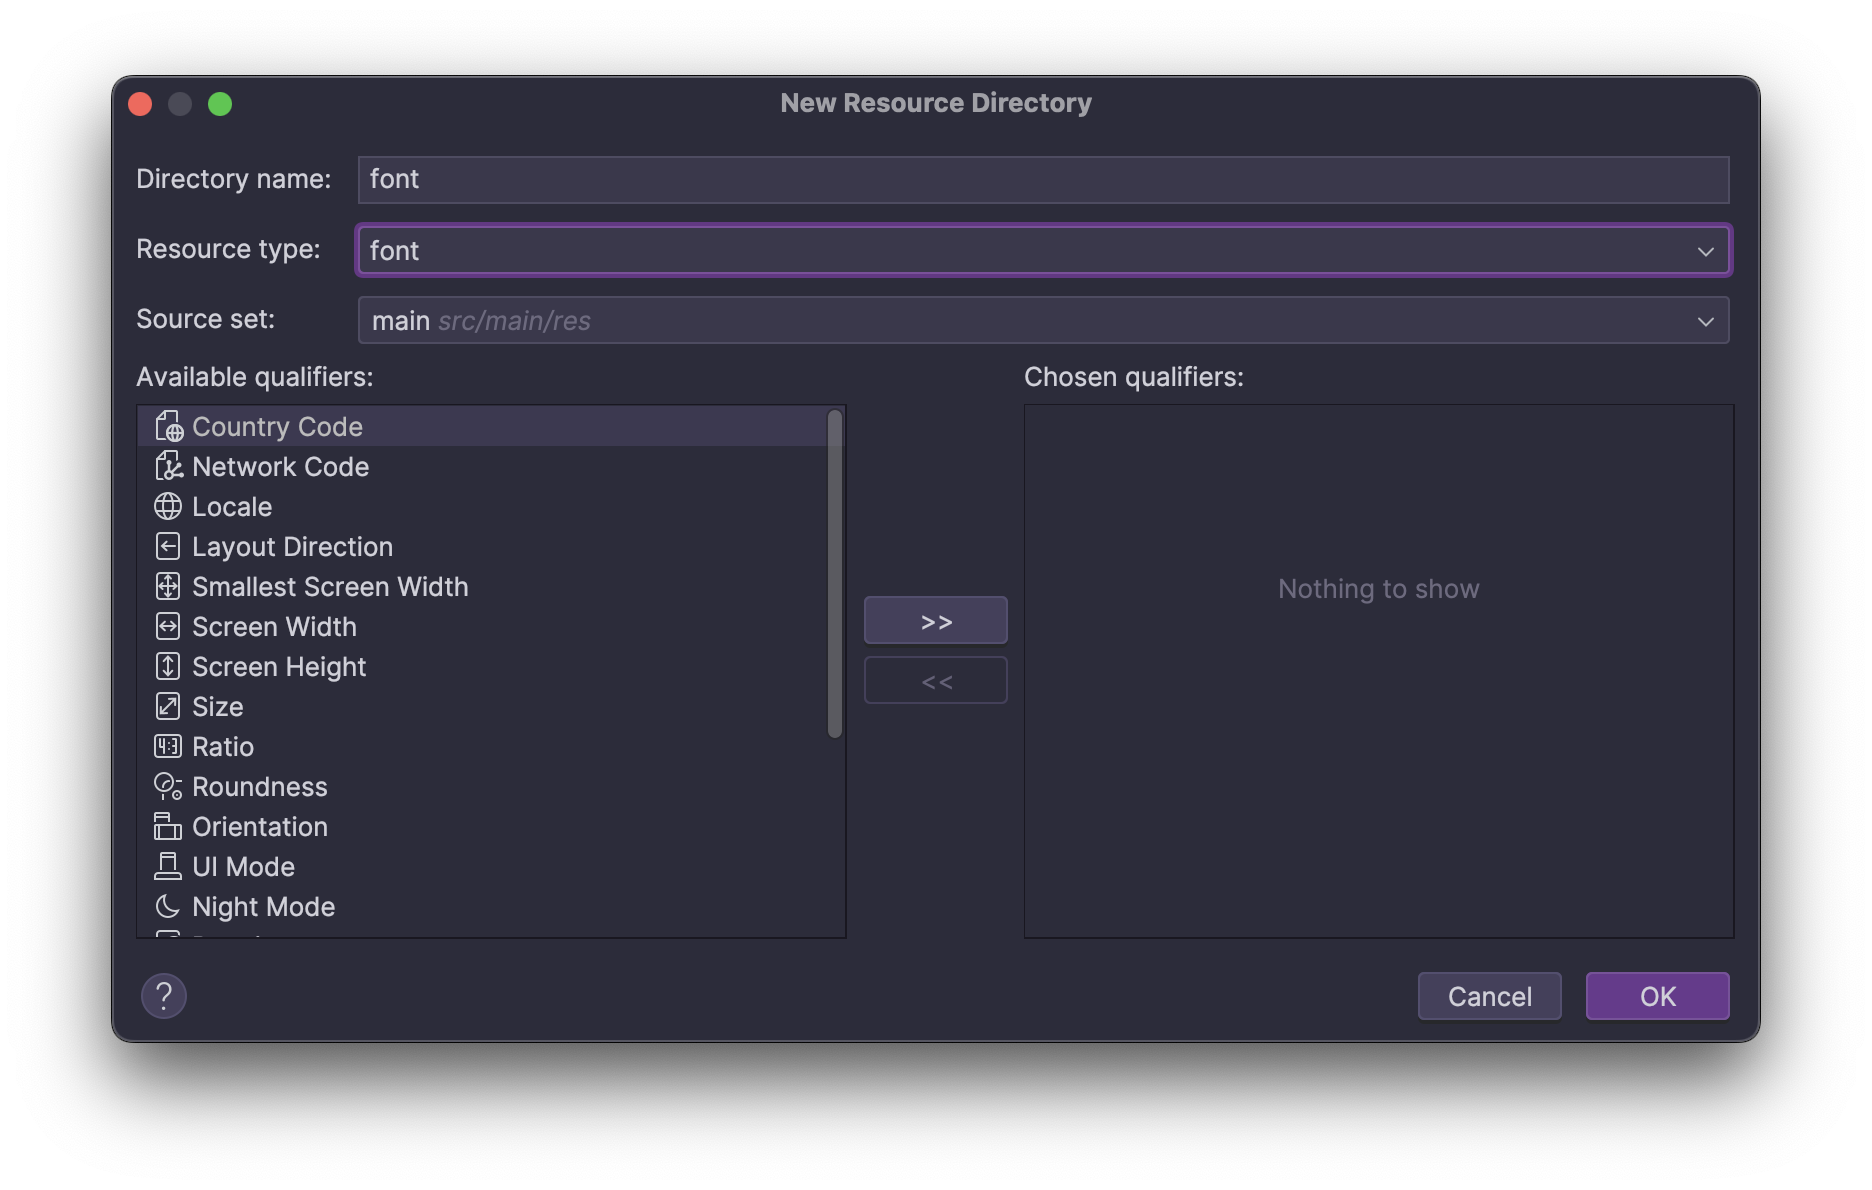 New Resource Directory
Directory name: font
Resource type: font
Source set: main src/main/res
Available qualifiers:
Chosen qualifiers:
Country Code
Network Code
Locale
Layout Direction
Smallest Screen Width
Screen Width
Screen Height
Size
4:3 Ratio
Roundness
Orientation
UI Mode
Night Mode
>>
<<
Nothing to show
?
Cancel
OK